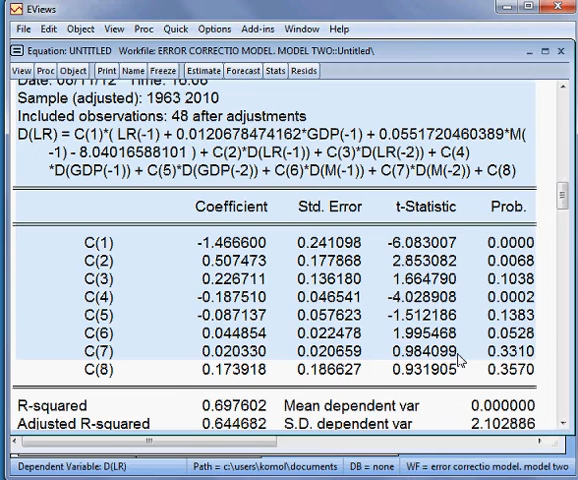 EViews
File Edit Object View Proc Quick Options Add-ins Window Help
Equation: UNTITLED Workfile: ERROR CORRECTIO MODEL. MODEL TWO::Untitled\
View Proc Object Print Name Freeze Estimate Forecast Stats Resids
Date: 08/11/12 Time: 16:06
Sample (adjusted): 1963 2010
Included observations: 48 after adjustments
D(LR) = C(1)*( LR(-1) + 0.0120678474162*GDP(-1) + 0.0551720460389*M(
-1) - 8.04016588101 ) + C(2)*D(LR(-1)) + C(3)*D(LR(-2)) + C(4)
*D(GDP(-1)) + C(5)*D(GDP(-2)) + C(6)*D(M(-1)) + C(7)*D(M(-2)) + C(8)
Coefficient Std. Error t-Statistic Prob.
C(1) -1.466600 0.241098 -6.083007 0.0000
C(2) 0.507473 0.177868 2.853082 0.0068
C(3) 0.226711 0.136180 1.664790 0.1038
C(4) -0.187510 0.046541 -4.028908 0.0002
C(5) -0.087137 0.057623 -1.512186 0.1383
C(6) 0.044854 0.022478 1.995468 0.0528
C(7) 0.020330 0.020659 0.984099 0.3310
C(8) 0.173918 0.186627 0.931905 0.3570
R-squared 0.697602 Mean dependent var 0.000000
Adjusted R-squared 0.644682 S.D. dependent var 2.102886
Dependent Variable: D(LR) Path = c:\users\komol\documents DB = none WF = error correctio model. model two